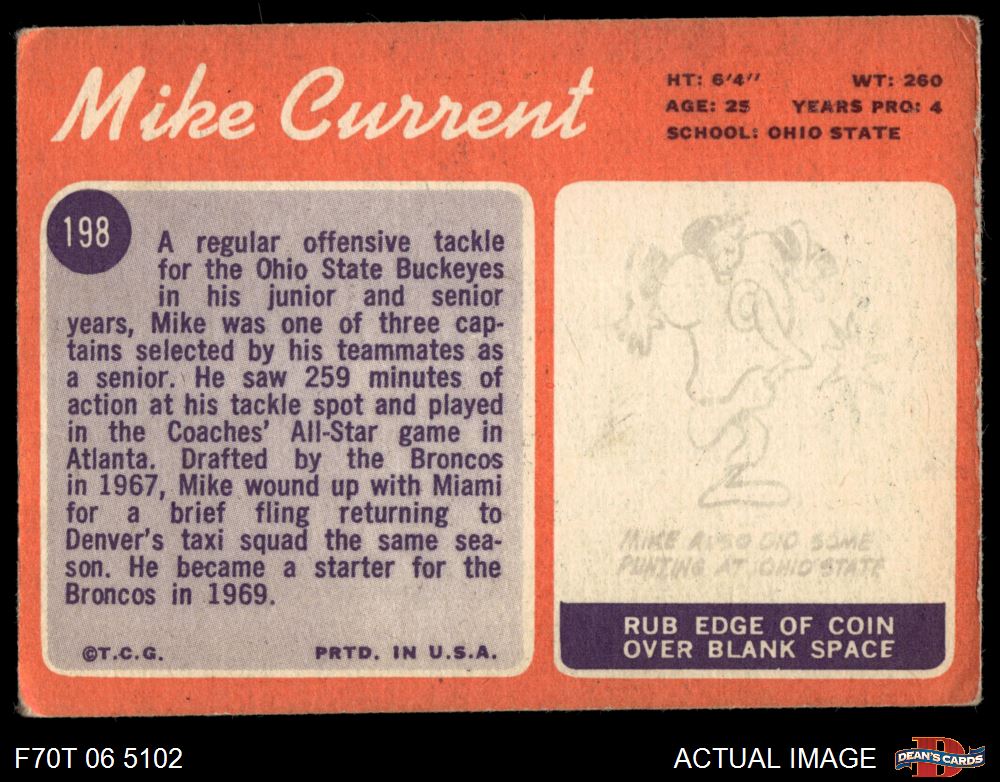 Mike Current
HT: 6'4" WT: 260
AGE: 25 YEARS PRO: 4
SCHOOL: OHIO STATE
198
A regular offensive tackle
for the Ohio State Buckeyes
in his junior and senior
years, Mike was one of three cap-
tains selected by his teammates as
a senior. He saw 259 minutes of
action at his tackle spot and played
in the Coaches' All-Star game in
Atlanta. Drafted by the Broncos
in 1967, Mike wound up with Miami
for a brief fling returning to
Denver's taxi squad the same sea-
son. He became a starter for the
Broncos in 1969.
©T.C.G. PRTD. IN U.S.A.
MIKE ALSO DID SOME
PUNTING AT OHIO STATE
RUB EDGE OF COIN
OVER BLANK SPACE
F70T 06 5102
ACTUAL IMAGE
D
DEAN'S CARDS